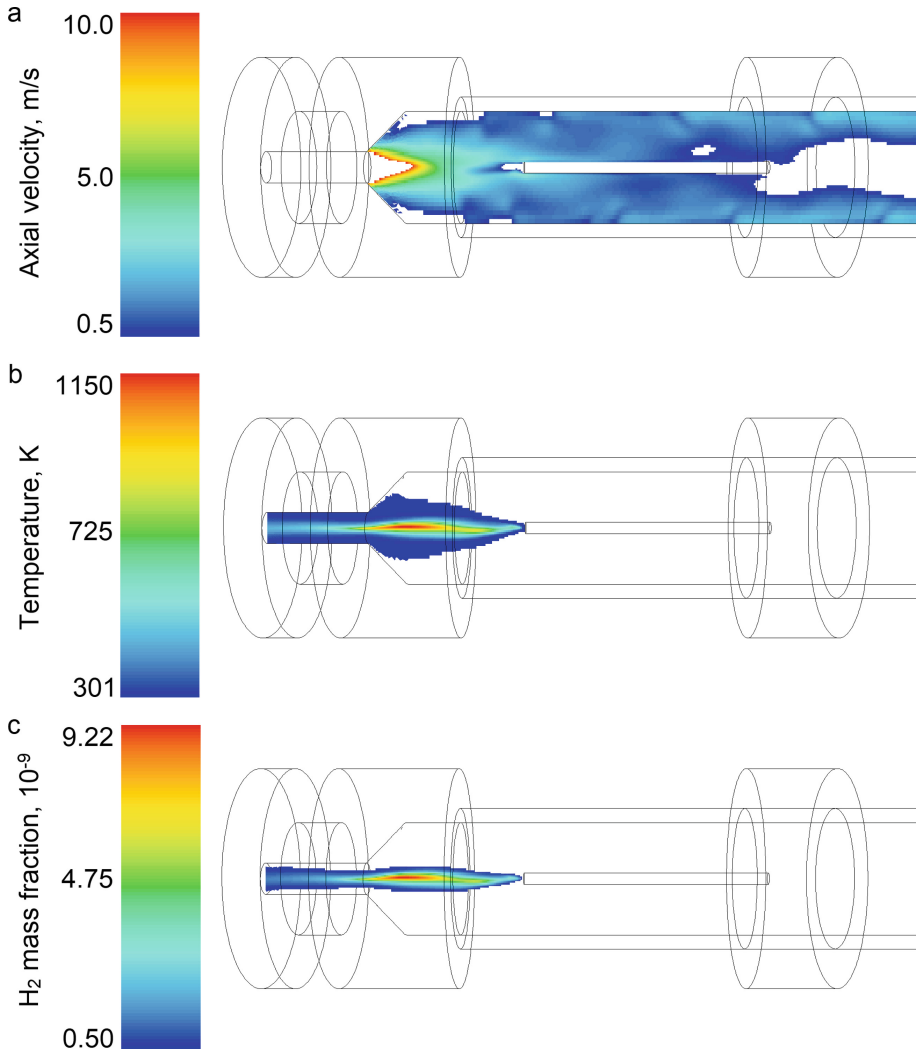 a
10.0
5.0
0.5
Axial velocity, m/s
b
1150
725
301
Temperature, K
c
9.22
4.75
0.50
H₂ mass fraction, 10⁻⁹